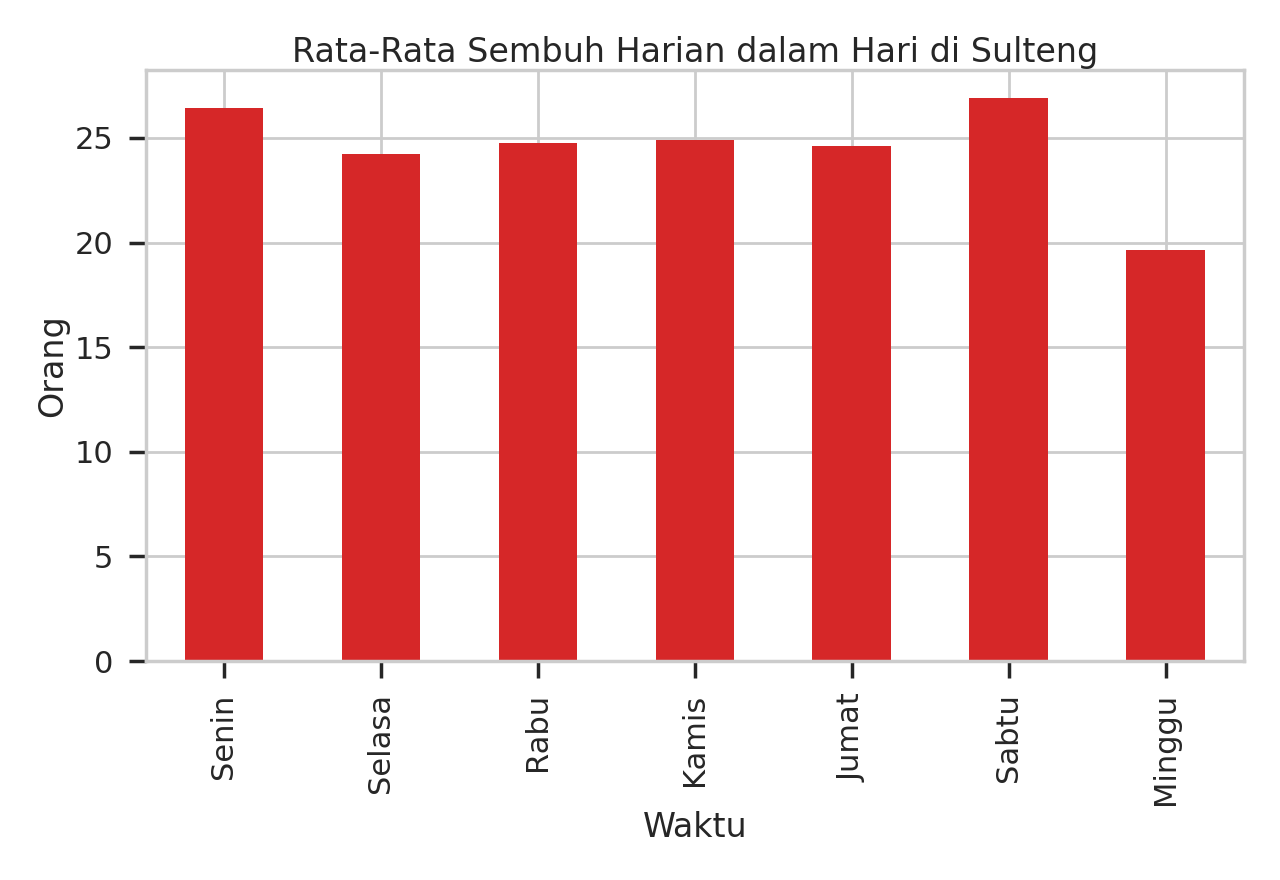 Rata-Rata Sembuh Harian dalam Hari di Sulteng
Orang
25
20
15
10
5
0
Senin
Selasa
Rabu
Kamis
Jumat
Sabtu
Minggu
Waktu